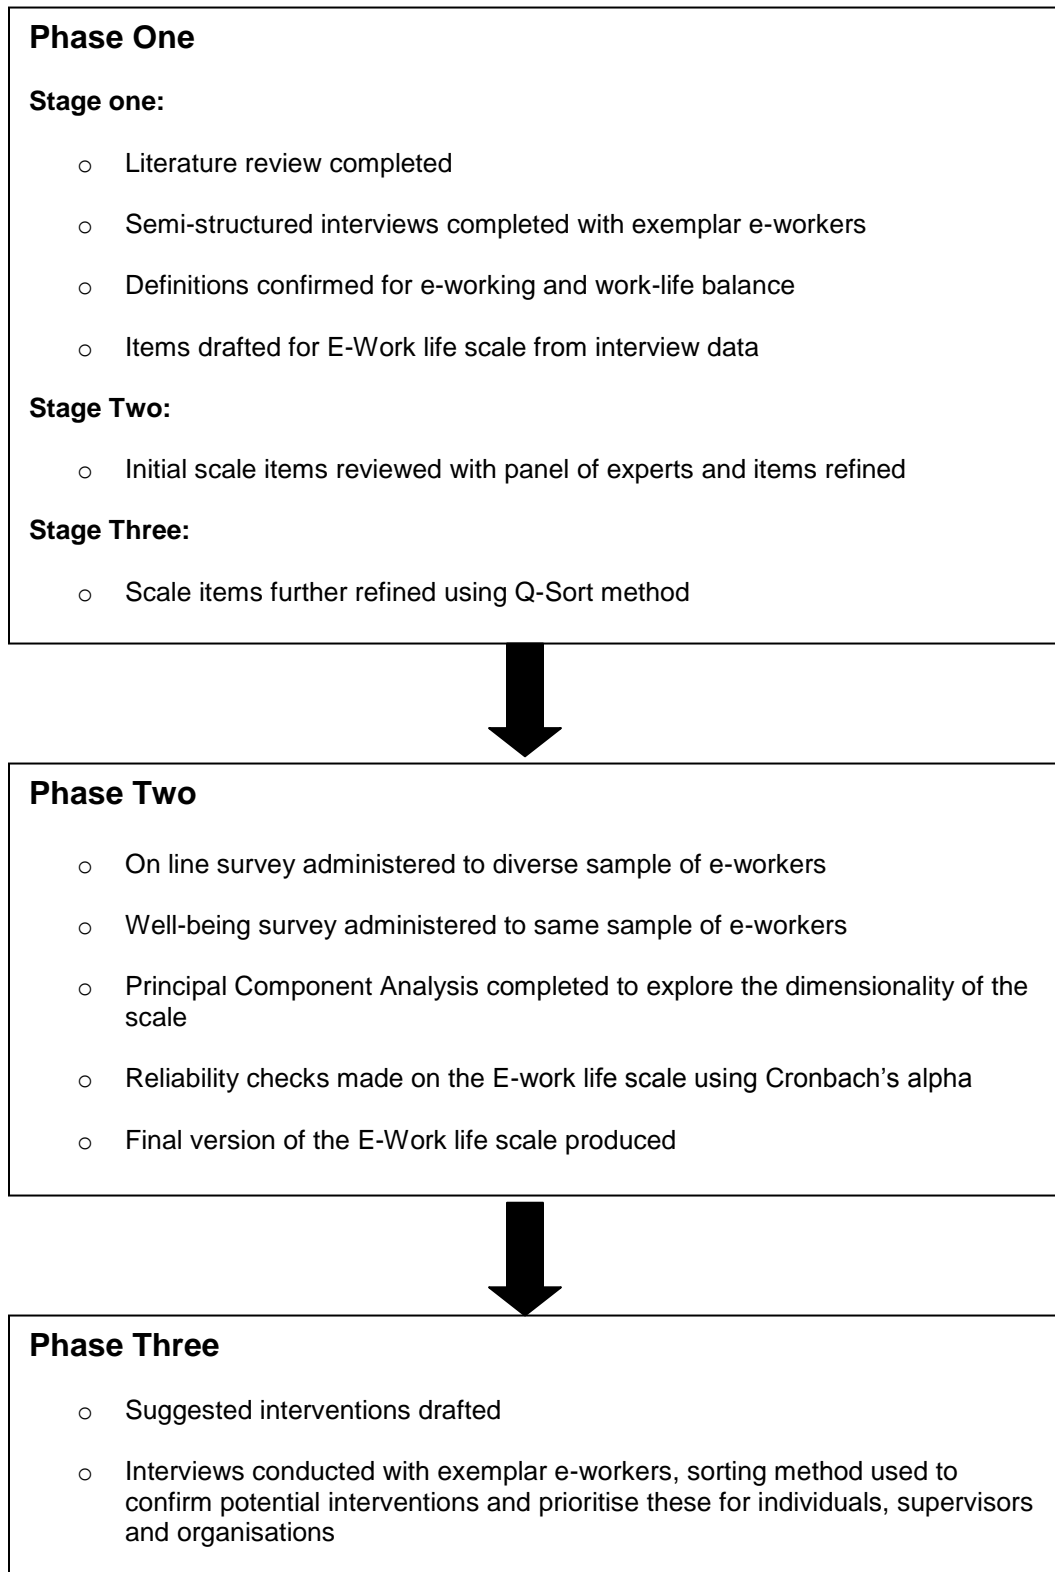 Phase One
Stage one:
o Literature review completed
o Semi-structured interviews completed with exemplar e-workers
o Definitions confirmed for e-working and work-life balance
o Items drafted for E-Work life scale from interview data
Stage Two:
o Initial scale items reviewed with panel of experts and items refined
Stage Three:
o Scale items further refined using Q-Sort method
Phase Two
o On line survey administered to diverse sample of e-workers
o Well-being survey administered to same sample of e-workers
o Principal Component Analysis completed to explore the dimensionality of the
scale
o Reliability checks made on the E-work life scale using Cronbach’s alpha
o Final version of the E-Work life scale produced
Phase Three
o Suggested interventions drafted
o Interviews conducted with exemplar e-workers, sorting method used to
confirm potential interventions and prioritise these for individuals, supervisors
and organisations